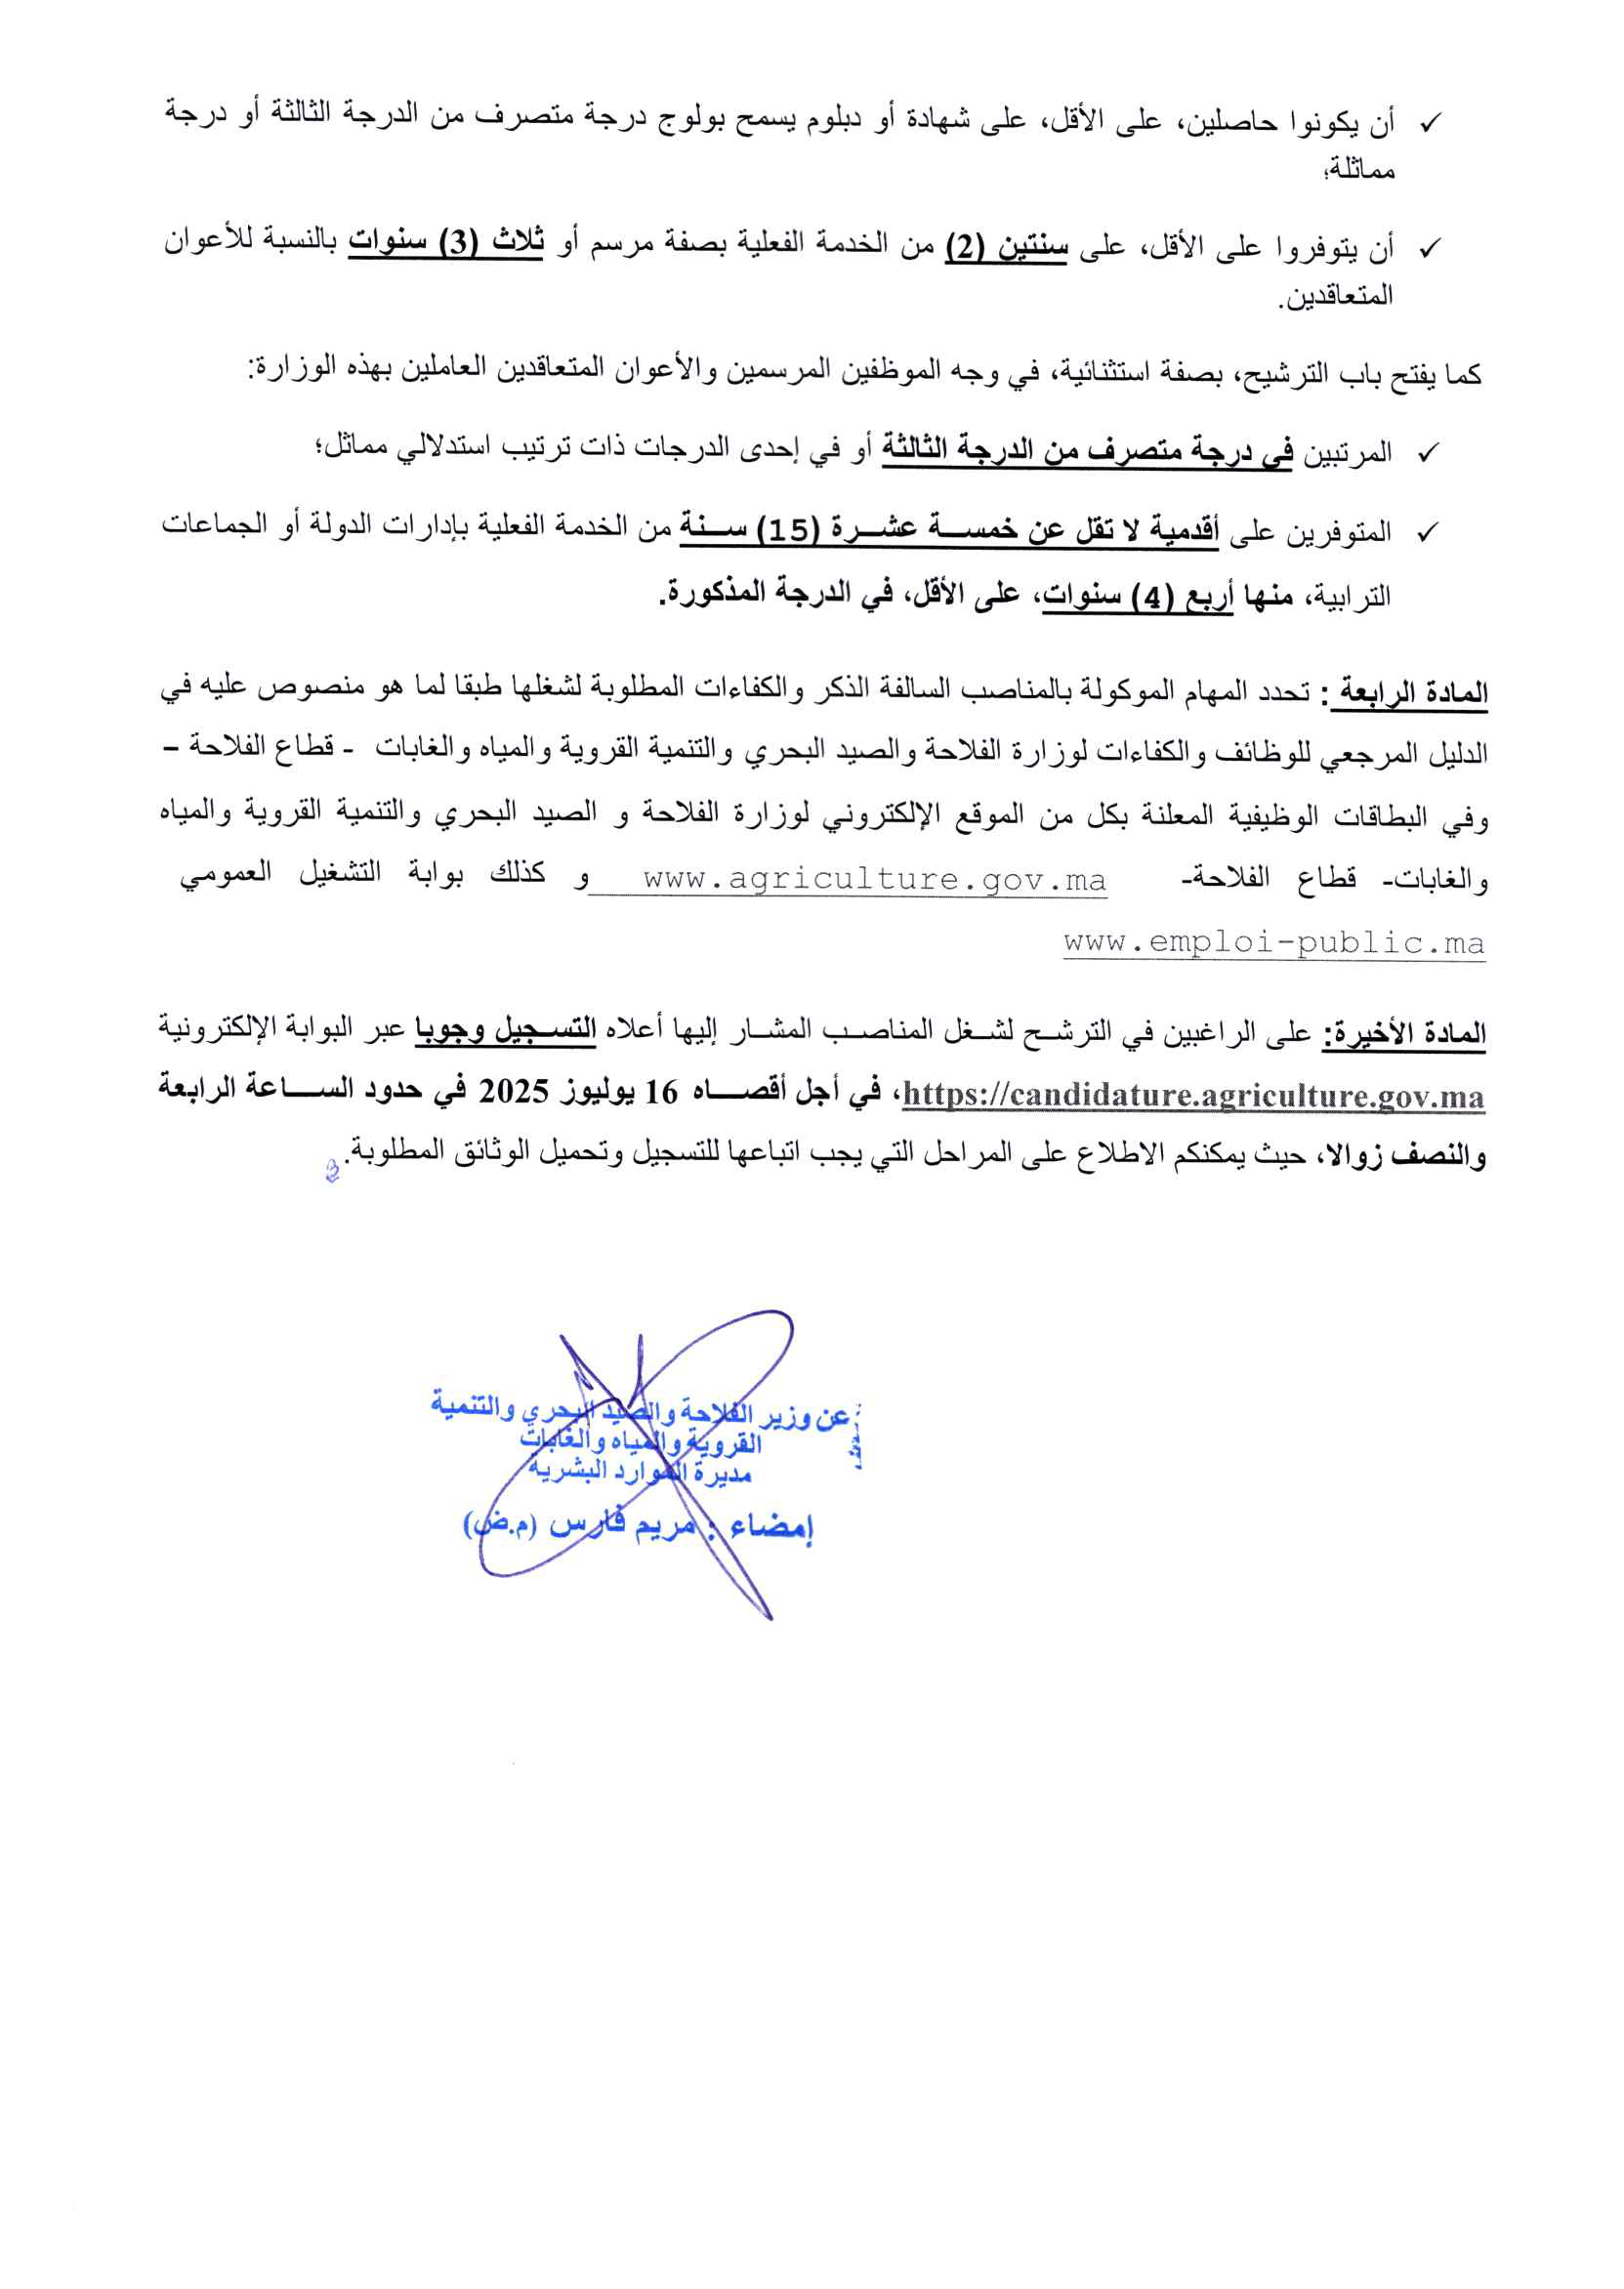 ✓ أن يكونوا حاصلين، على الأقل، على شهادة أو دبلوم يسمح بولوج درجة متصرف من الدرجة الثالثة أو درجة
مماثلة؛
✓ أن يتوفروا على الأقل، على سنتين (2) من الخدمة الفعلية بصفة مرسم أو ثلاث (3) سنوات بالنسبة للأعوان
المتعاقدين.
كما يفتح باب الترشيح، بصفة استثنائية، في وجه الموظفين المرسمين والأعوان المتعاقدين العاملين بهذه الوزارة:
✓ المرتبين في درجة متصرف من الدرجة الثالثة أو في إحدى الدرجات ذات ترتيب استدلالي مماثل؛
✓ المتوفرين على أقدمية لا تقل عن خمســة عشــرة (15) ســنة من الخدمة الفعلية بإدارات الدولة أو الجماعات
الترابية، منها أربع (4) سنوات، على الأقل، في الدرجة المذكورة.
المادة الرابعة : تحدد المهام الموكولة بالمناصب السالفة الذكر والكفاءات المطلوبة لشغلها طبقا لما هو منصوص عليه في
الدليل المرجعي للوظائف والكفاءات لوزارة الفلاحة والصيد البحري والتنمية القروية والمياه والغابات - قطاع الفلاحة –
وفي البطاقات الوظيفية المعلنة بكل من الموقع الإلكتروني لوزارة الفلاحة و الصيد البحري والتنمية القروية والمياه
والغابات- قطاع الفلاحة- www.agriculture.gov.ma و كذلك بوابة التشغيل العمومي
www.emploi-public.ma
المادة الأخيرة: على الراغبين في الترشــح لشــغل المناصــب المشــار إليها أعلاه التســجيل وجوبا عبر البوابة الإلكترونية
https://candidature.agriculture.gov.ma، في أجل أقصـــاه 16 يوليوز 2025 في حدود الســـاعة الرابعة
والنصف زوالا، حيث يمكنكم الاطلاع على المراحل التي يجب اتباعها للتسجيل وتحميل الوثائق المطلوبة.
عن وزير الفلاحة والصيد البحري والتنمية
القروية والمياه والغابات
مديرة الموارد البشرية
إمضاء : مريم فارس (م.ض)